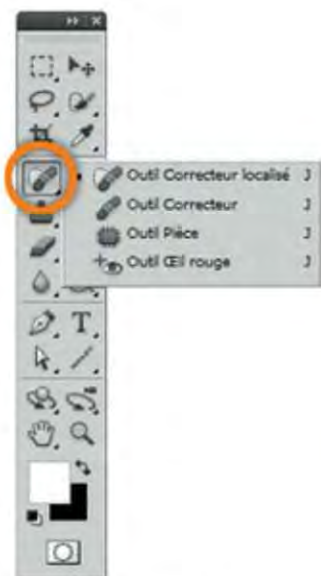 Outil Correcteur localisé J
Outil Correcteur J
Outil Pièce J
Outil Œil rouge J
T